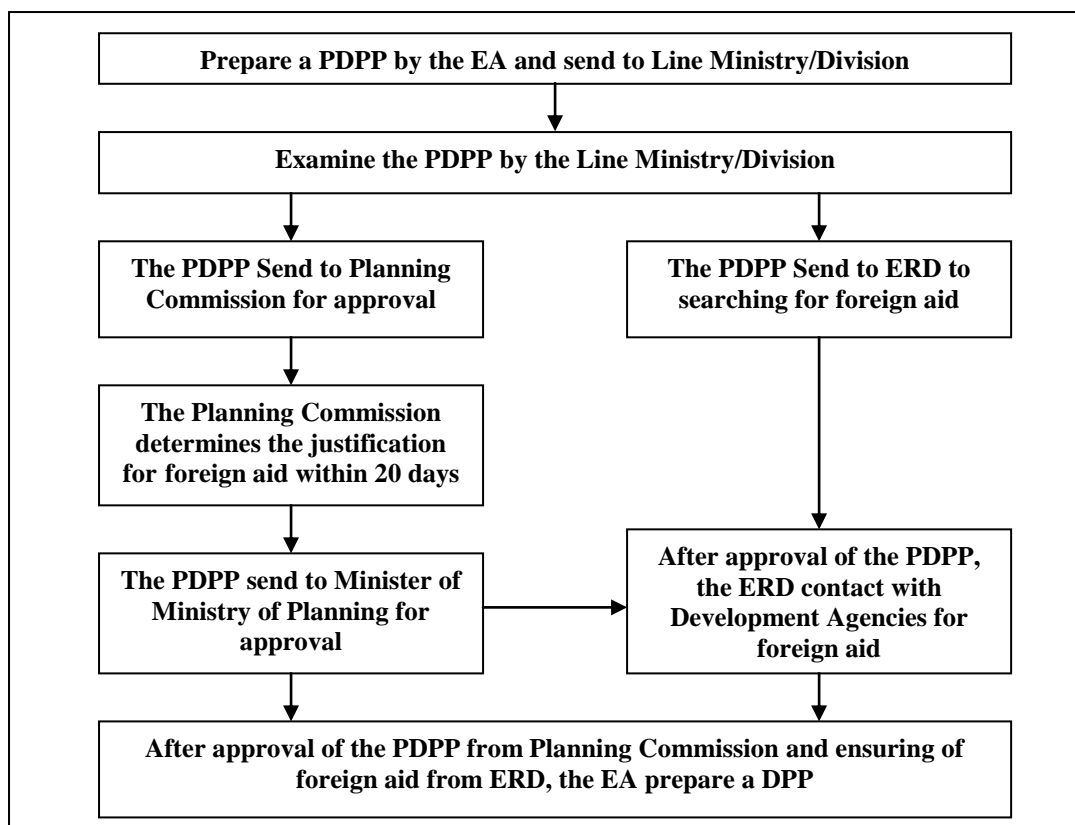 Prepare a PDPP by the EA and send to Line Ministry/Division
Examine the PDPP by the Line Ministry/Division
The PDPP Send to Planning
Commission for approval
The PDPP Send to ERD to
searching for foreign aid
The Planning Commission
determines the justification
for foreign aid within 20 days
The PDPP send to Minister of
Ministry of Planning for
approval
After approval of the PDPP,
the ERD contact with
Development Agencies for
foreign aid
After approval of the PDPP from Planning Commission and ensuring of
foreign aid from ERD, the EA prepare a DPP